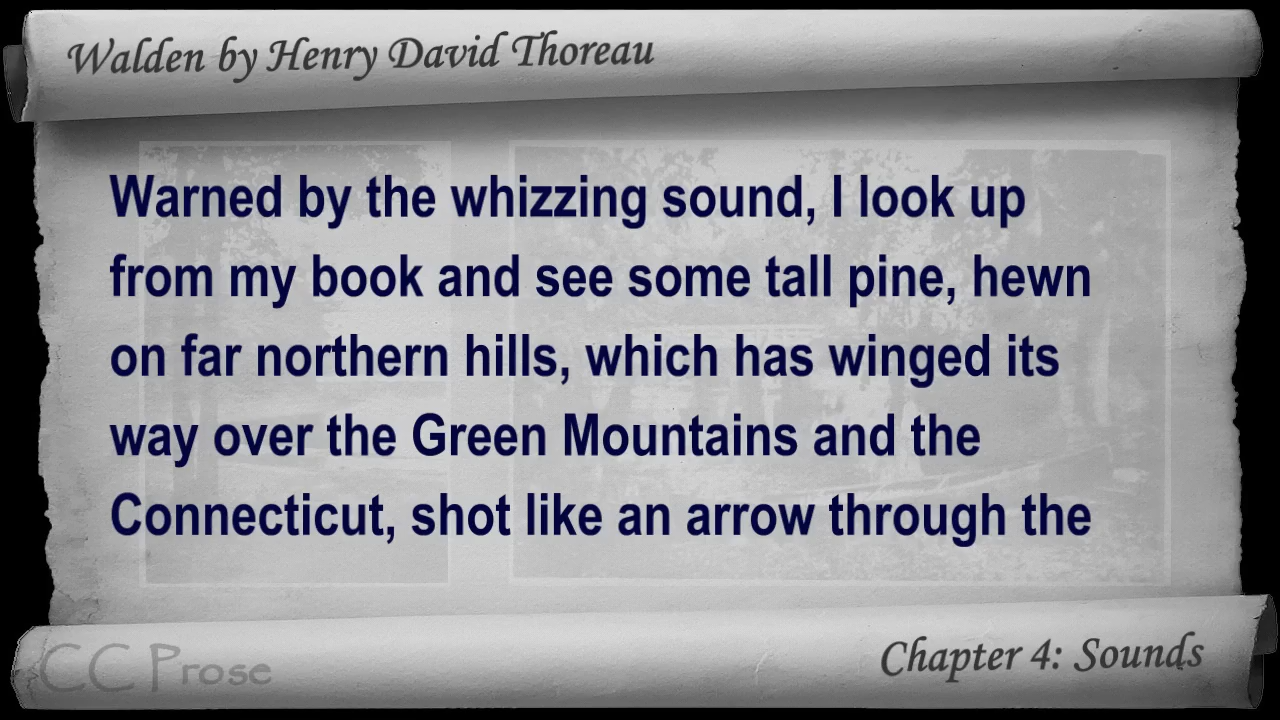 Walden by Henry David Thoreau
Warned by the whizzing sound, I look up
from my book and see some tall pine, hewn
on far northern hills, which has winged its
way over the Green Mountains and the
Connecticut, shot like an arrow through the
CC Prose
Chapter 4: Sounds